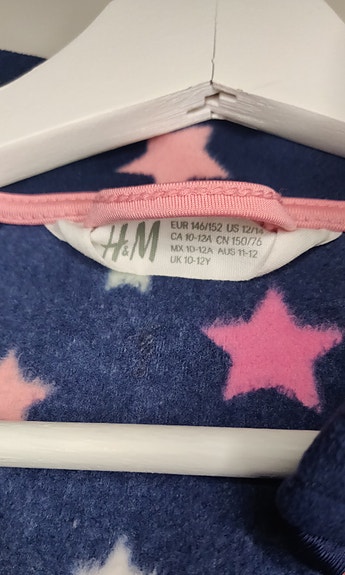 H&M
EUR 146/152 US 12/14
CA 10-12A CN 150/76
MX 10-12A AUS 11-12
UK 10-12Y